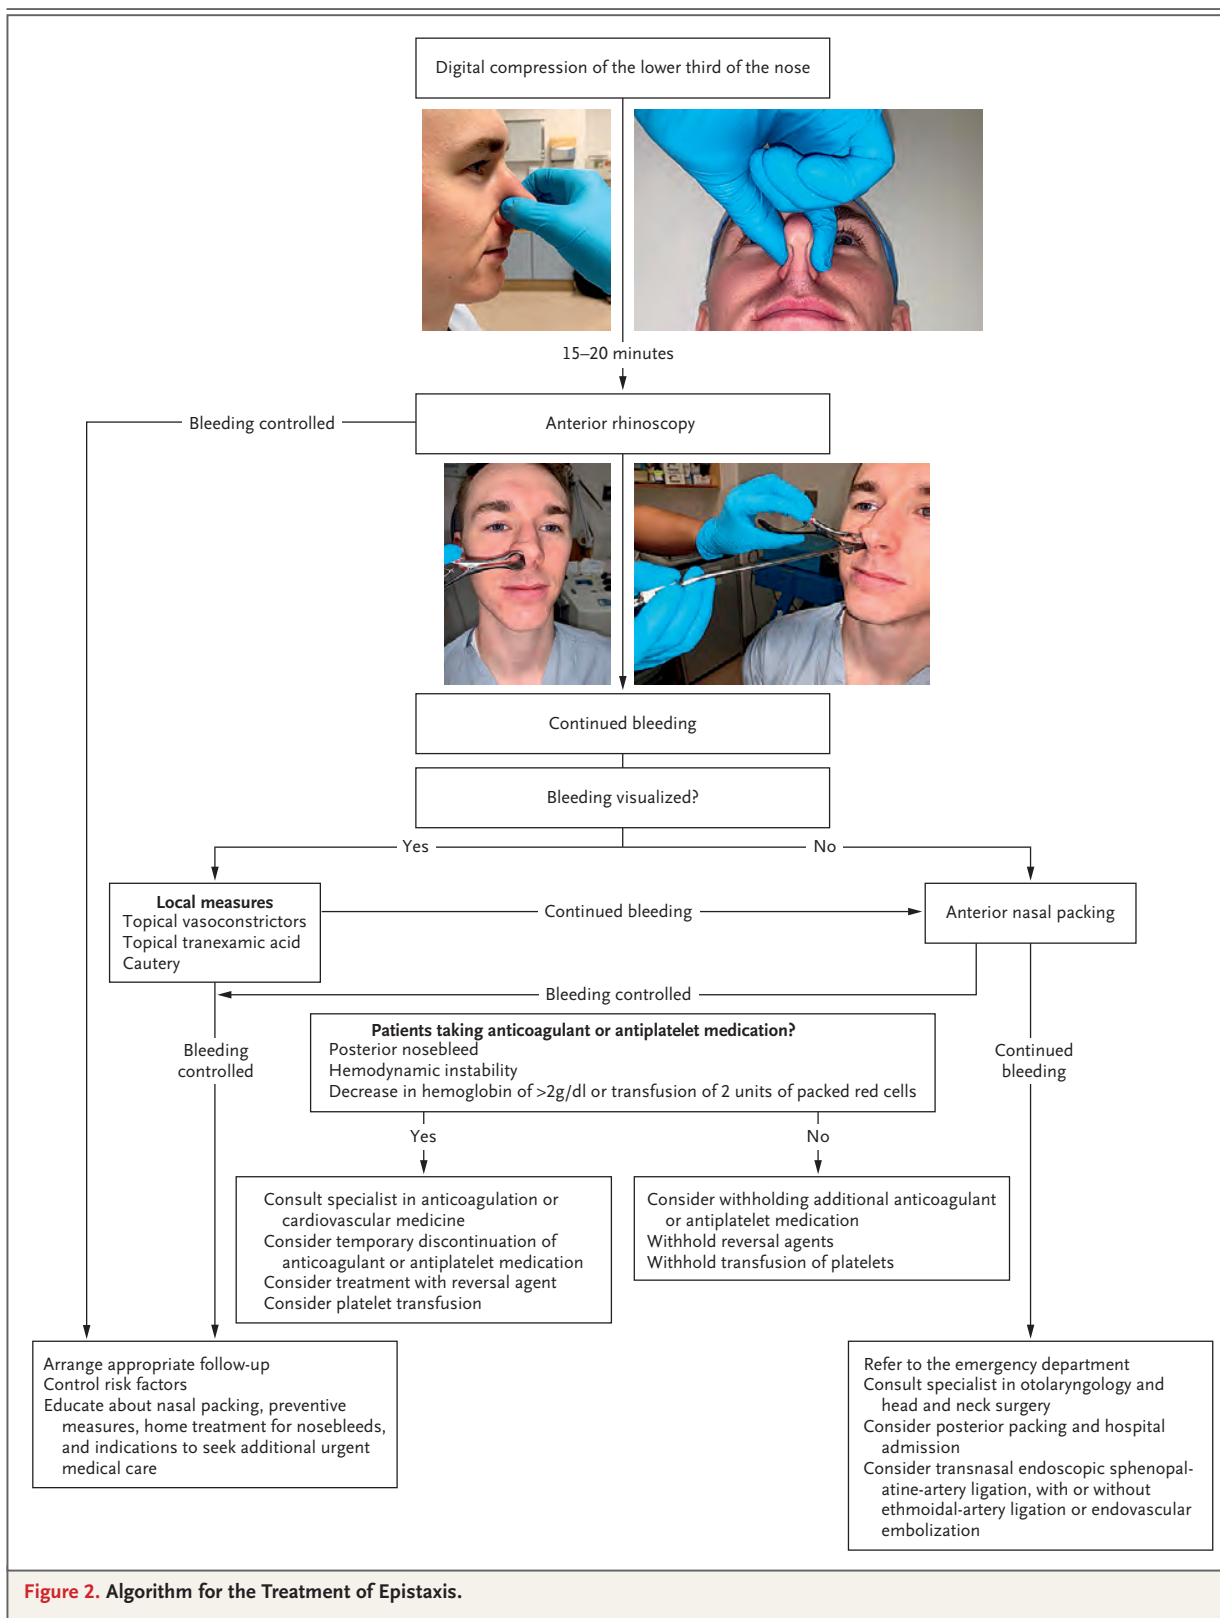 Digital compression of the lower third of the nose
15–20 minutes
Bleeding controlled
Anterior rhinoscopy
Continued bleeding
Bleeding visualized?
Yes
No
Local measures
Topical vasoconstrictors
Topical tranexamic acid
Cautery
Continued bleeding
Anterior nasal packing
Bleeding controlled
Patients taking anticoagulant or antiplatelet medication?
Posterior nosebleed
Hemodynamic instability
Decrease in hemoglobin of >2g/dl or transfusion of 2 units of packed red cells
Bleeding
controlled
Continued
bleeding
Yes
No
Consult specialist in anticoagulation or
cardiovascular medicine
Consider temporary discontinuation of
anticoagulant or antiplatelet medication
Consider treatment with reversal agent
Consider platelet transfusion
Consider withholding additional anticoagulant
or antiplatelet medication
Withhold reversal agents
Withhold transfusion of platelets
Arrange appropriate follow-up
Control risk factors
Educate about nasal packing, preventive
measures, home treatment for nosebleeds,
and indications to seek additional urgent
medical care
Refer to the emergency department
Consult specialist in otolaryngology and
head and neck surgery
Consider posterior packing and hospital
admission
Consider transnasal endoscopic sphenopal-
atine-artery ligation, with or without
ethmoidal-artery ligation or endovascular
embolization
Figure 2. Algorithm for the Treatment of Epistaxis.